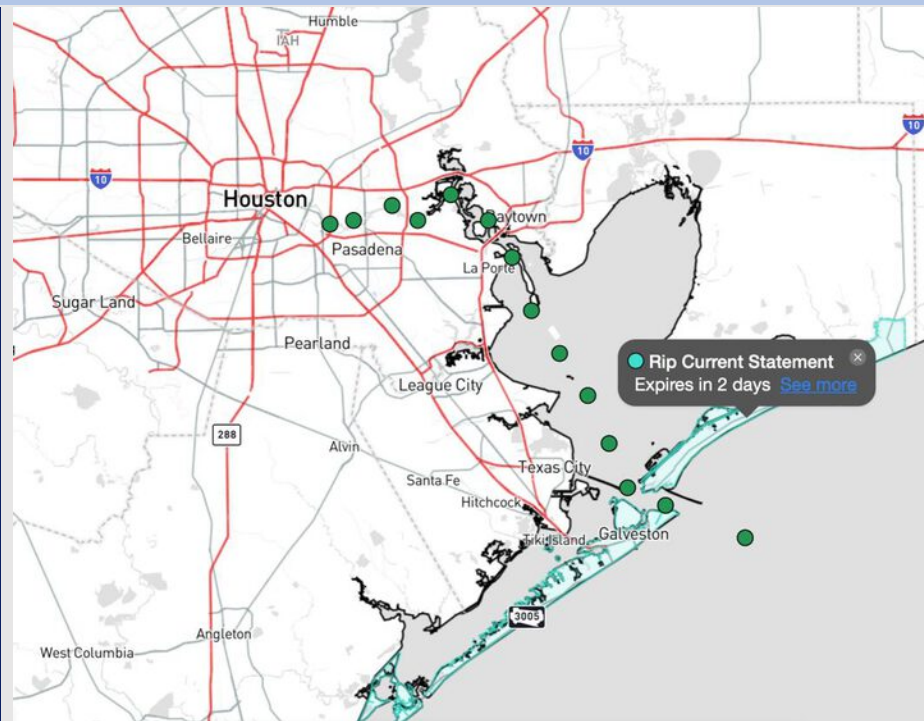 Humble
IAH
10
10
10
Houston
Baytown
Bellaire
Pasadena
La Porte
Sugar Land
Pearland
Rip Current Statement
Expires in 2 days See more
League City
288
Alvin
Texas City
Santa Fe
Hitchcock
Tiki Island
Galveston
3005
Angleton
West Columbia